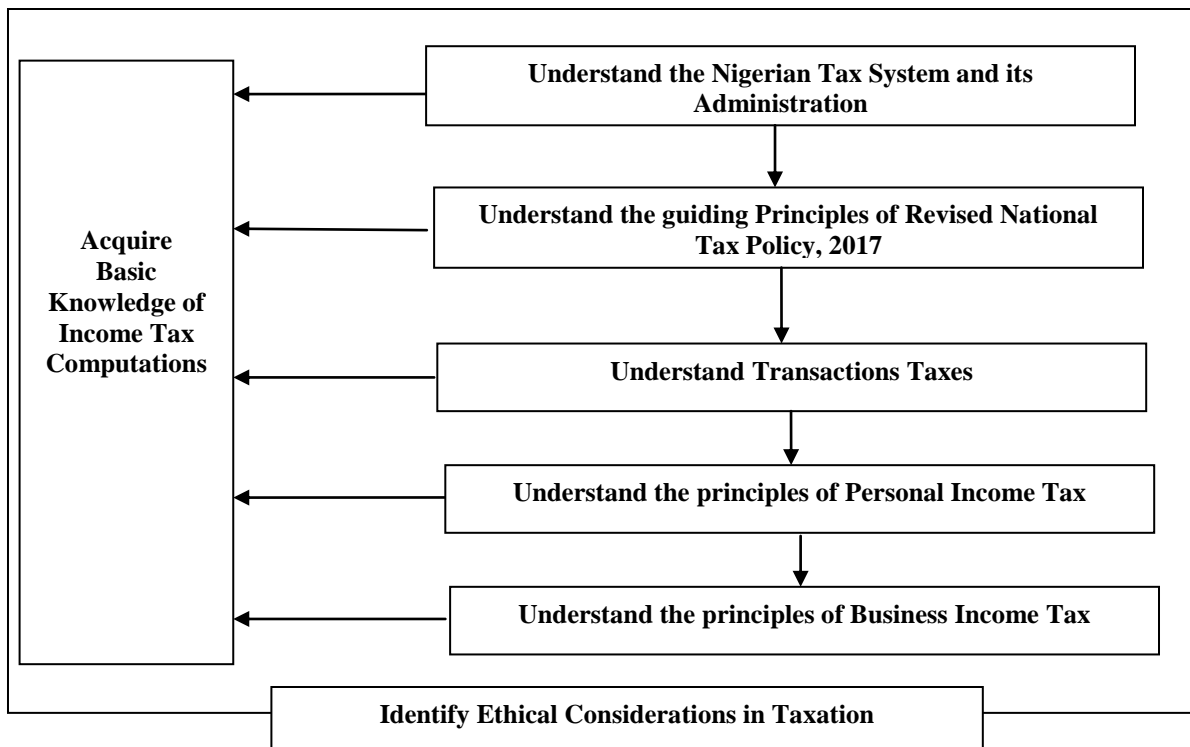 Understand the Nigerian Tax System and its
Administration
Understand the guiding Principles of Revised National
Tax Policy, 2017
Acquire
Basic
Knowledge of
Income Tax
Computations
Understand Transactions Taxes
Understand the principles of Personal Income Tax
Understand the principles of Business Income Tax
Identify Ethical Considerations in Taxation